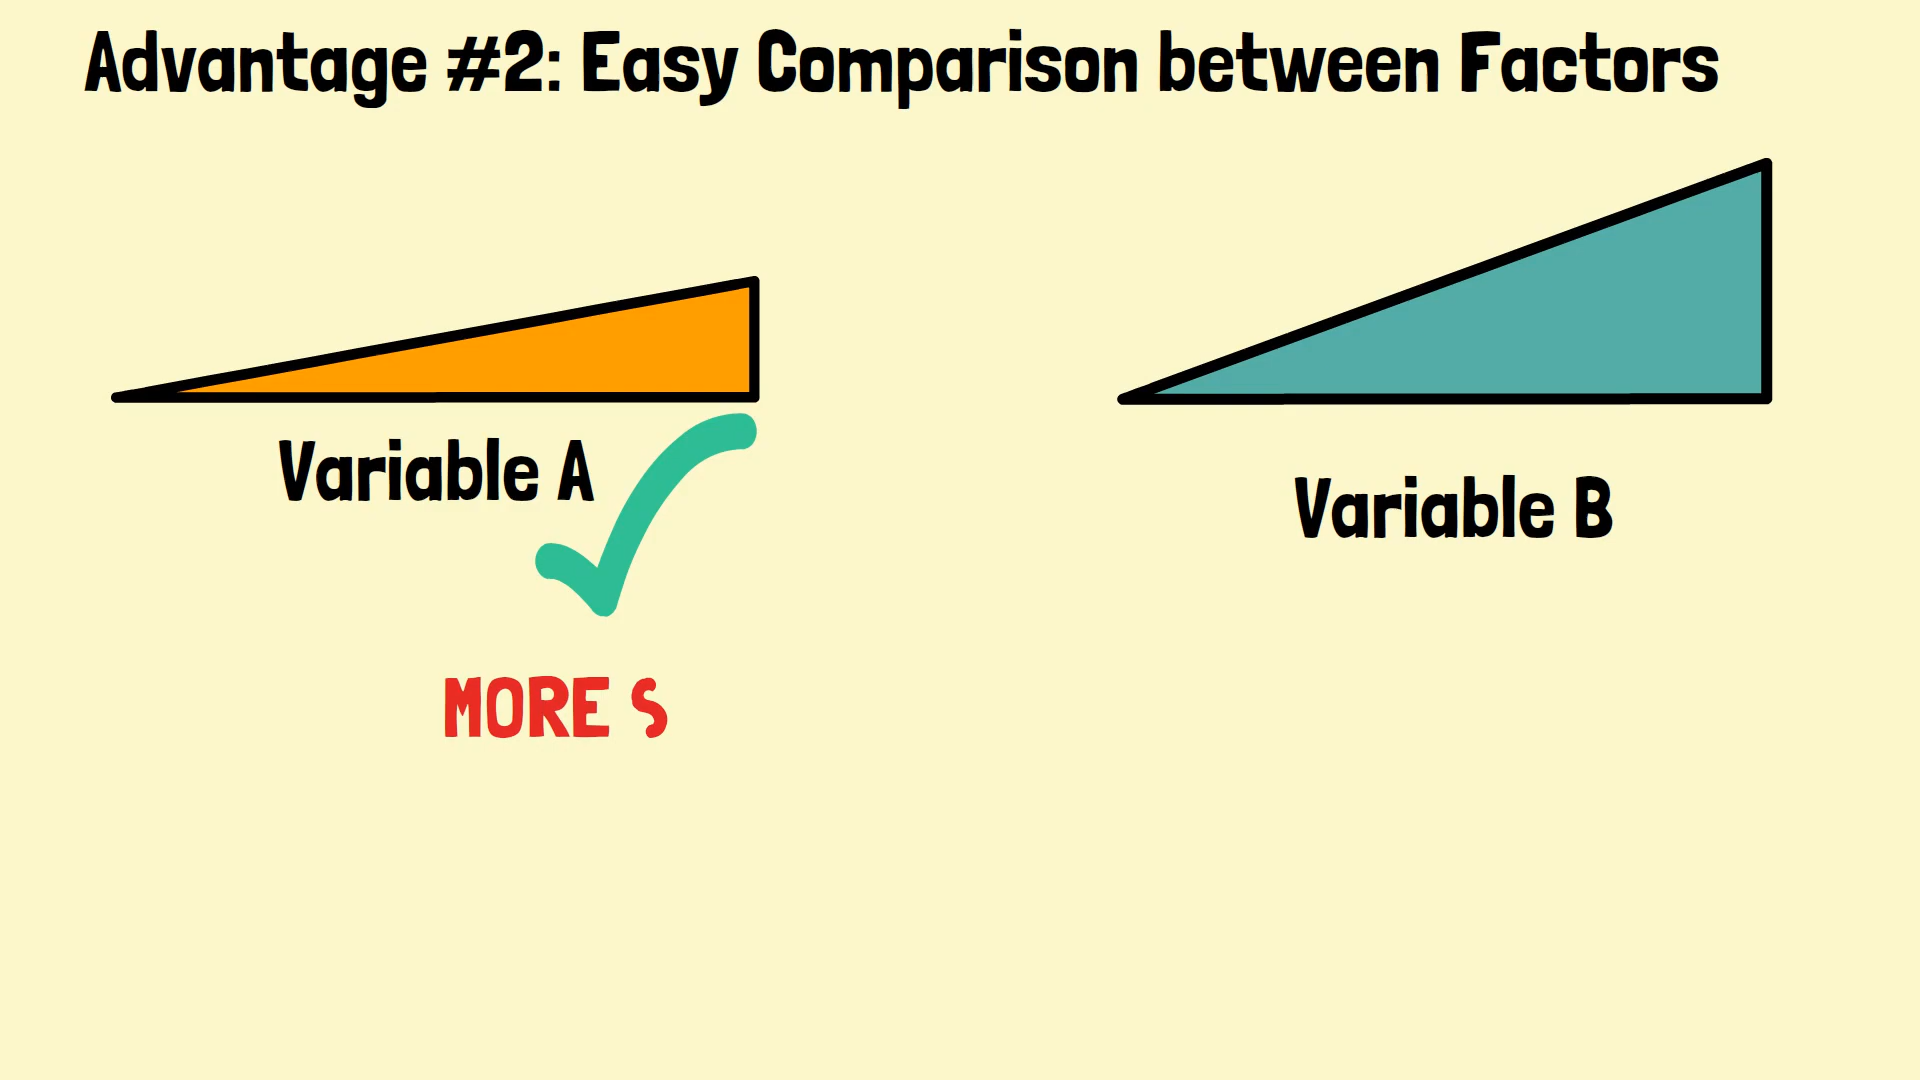 Advantage #2: Easy Comparison between Factors
Variable A
Variable B
MORE S